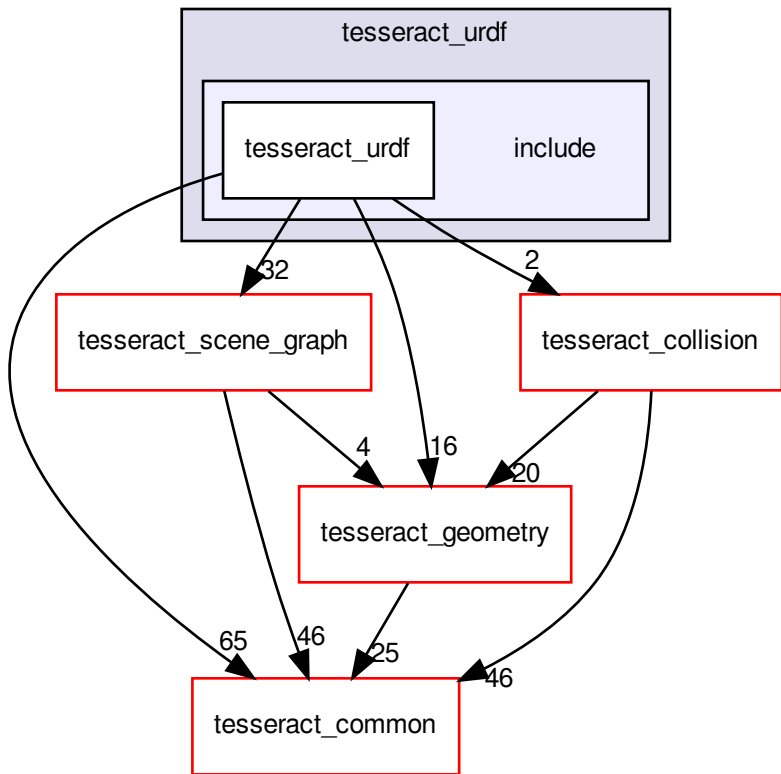 tesseract_urdf
tesseract_urdf
include
32
2
tesseract_scene_graph
tesseract_collision
4
16
20
tesseract_geometry
65
46
25
46
tesseract_common